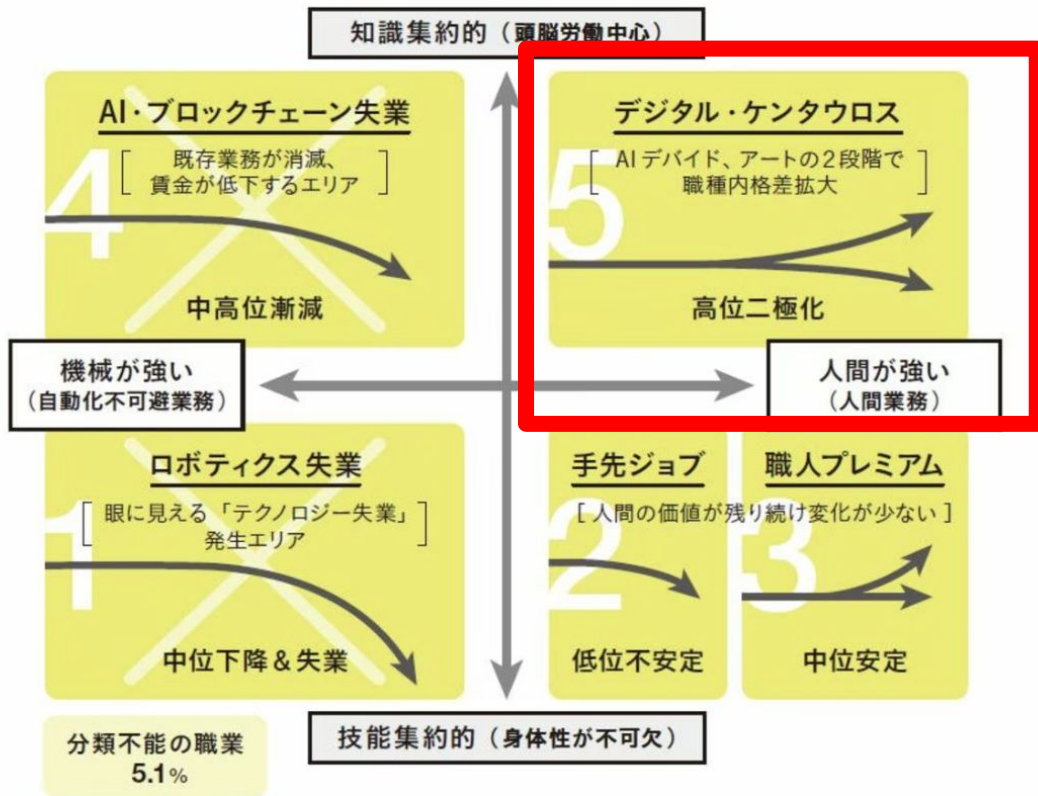 知識集約的（頭脳労働中心）
AI・ブロックチェーン失業
4
既存業務が消滅、
賃金が低下するエリア
中高位漸減
デジタル・ケンタウロス
5
AIデバイド、アートの2段階で
職種内格差拡大
高位二極化
機械が強い
（自動化不可避業務）
人間が強い
（人間業務）
ロボティクス失業
1
眼に見える「テクノロジー失業」
発生エリア
中位下降＆失業
手先ジョブ
職人プレミアム
[人間の価値が残り続け変化が少ない]
2
3
低位不安定
中位安定
技能集約的（身体性が不可欠）
分類不能の職業
5.1%